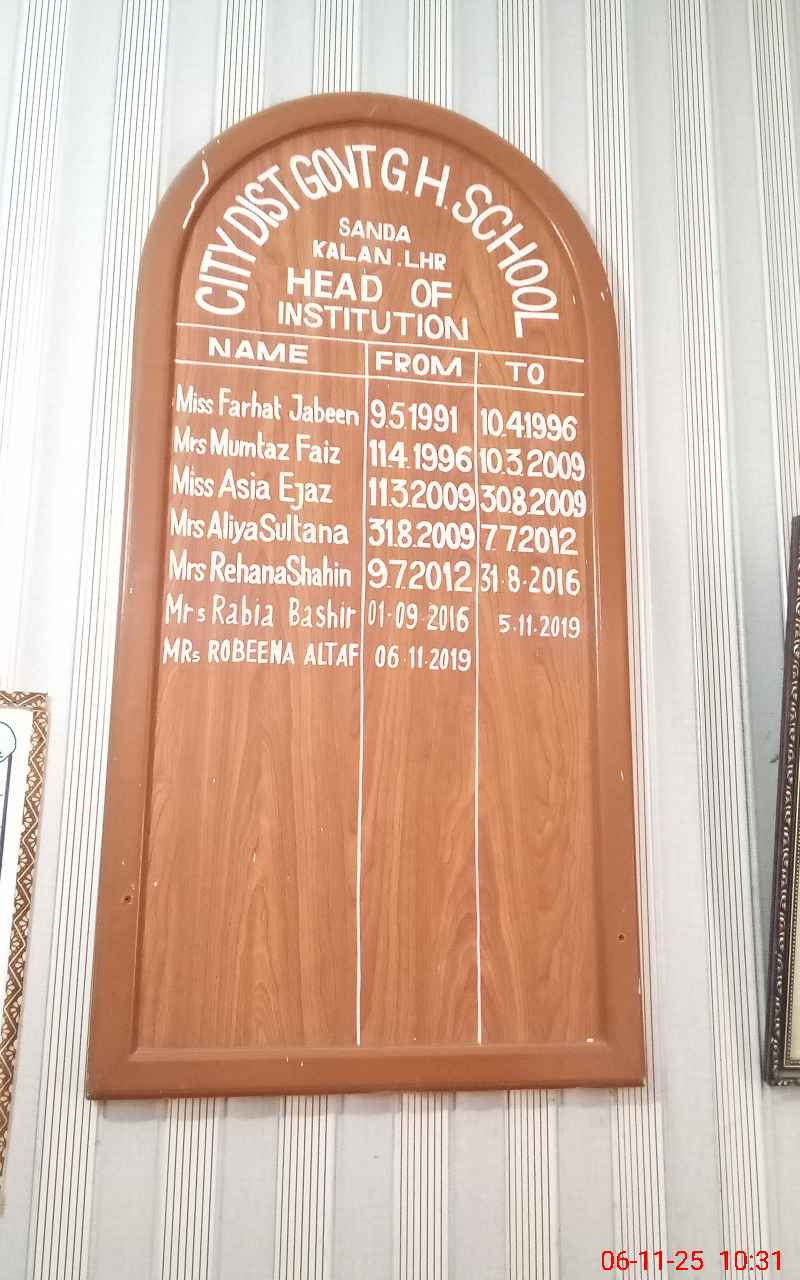 CITY DIST GOVT G.H. SCHOOL
SANDA
KALAN . LHR
HEAD OF
INSTITUTION
NAME FROM TO
Miss Farhat Jabeen 9.5.1991 10.4.1996
Mrs Mumtaz Faiz 11.4.1996 10.3.2009
Miss Asia Ejaz 11.3.2009 30.8.2009
Mrs Aliya Sultana 31.8.2009 7.7.2012
Mrs Rehana Shahin 9.7.2012 31-8-2016
Mrs Rabia Bashir 01-09-2016 5-11-2019
MRs ROBEENA ALTAF 06-11-2019
06-11-25 10:31